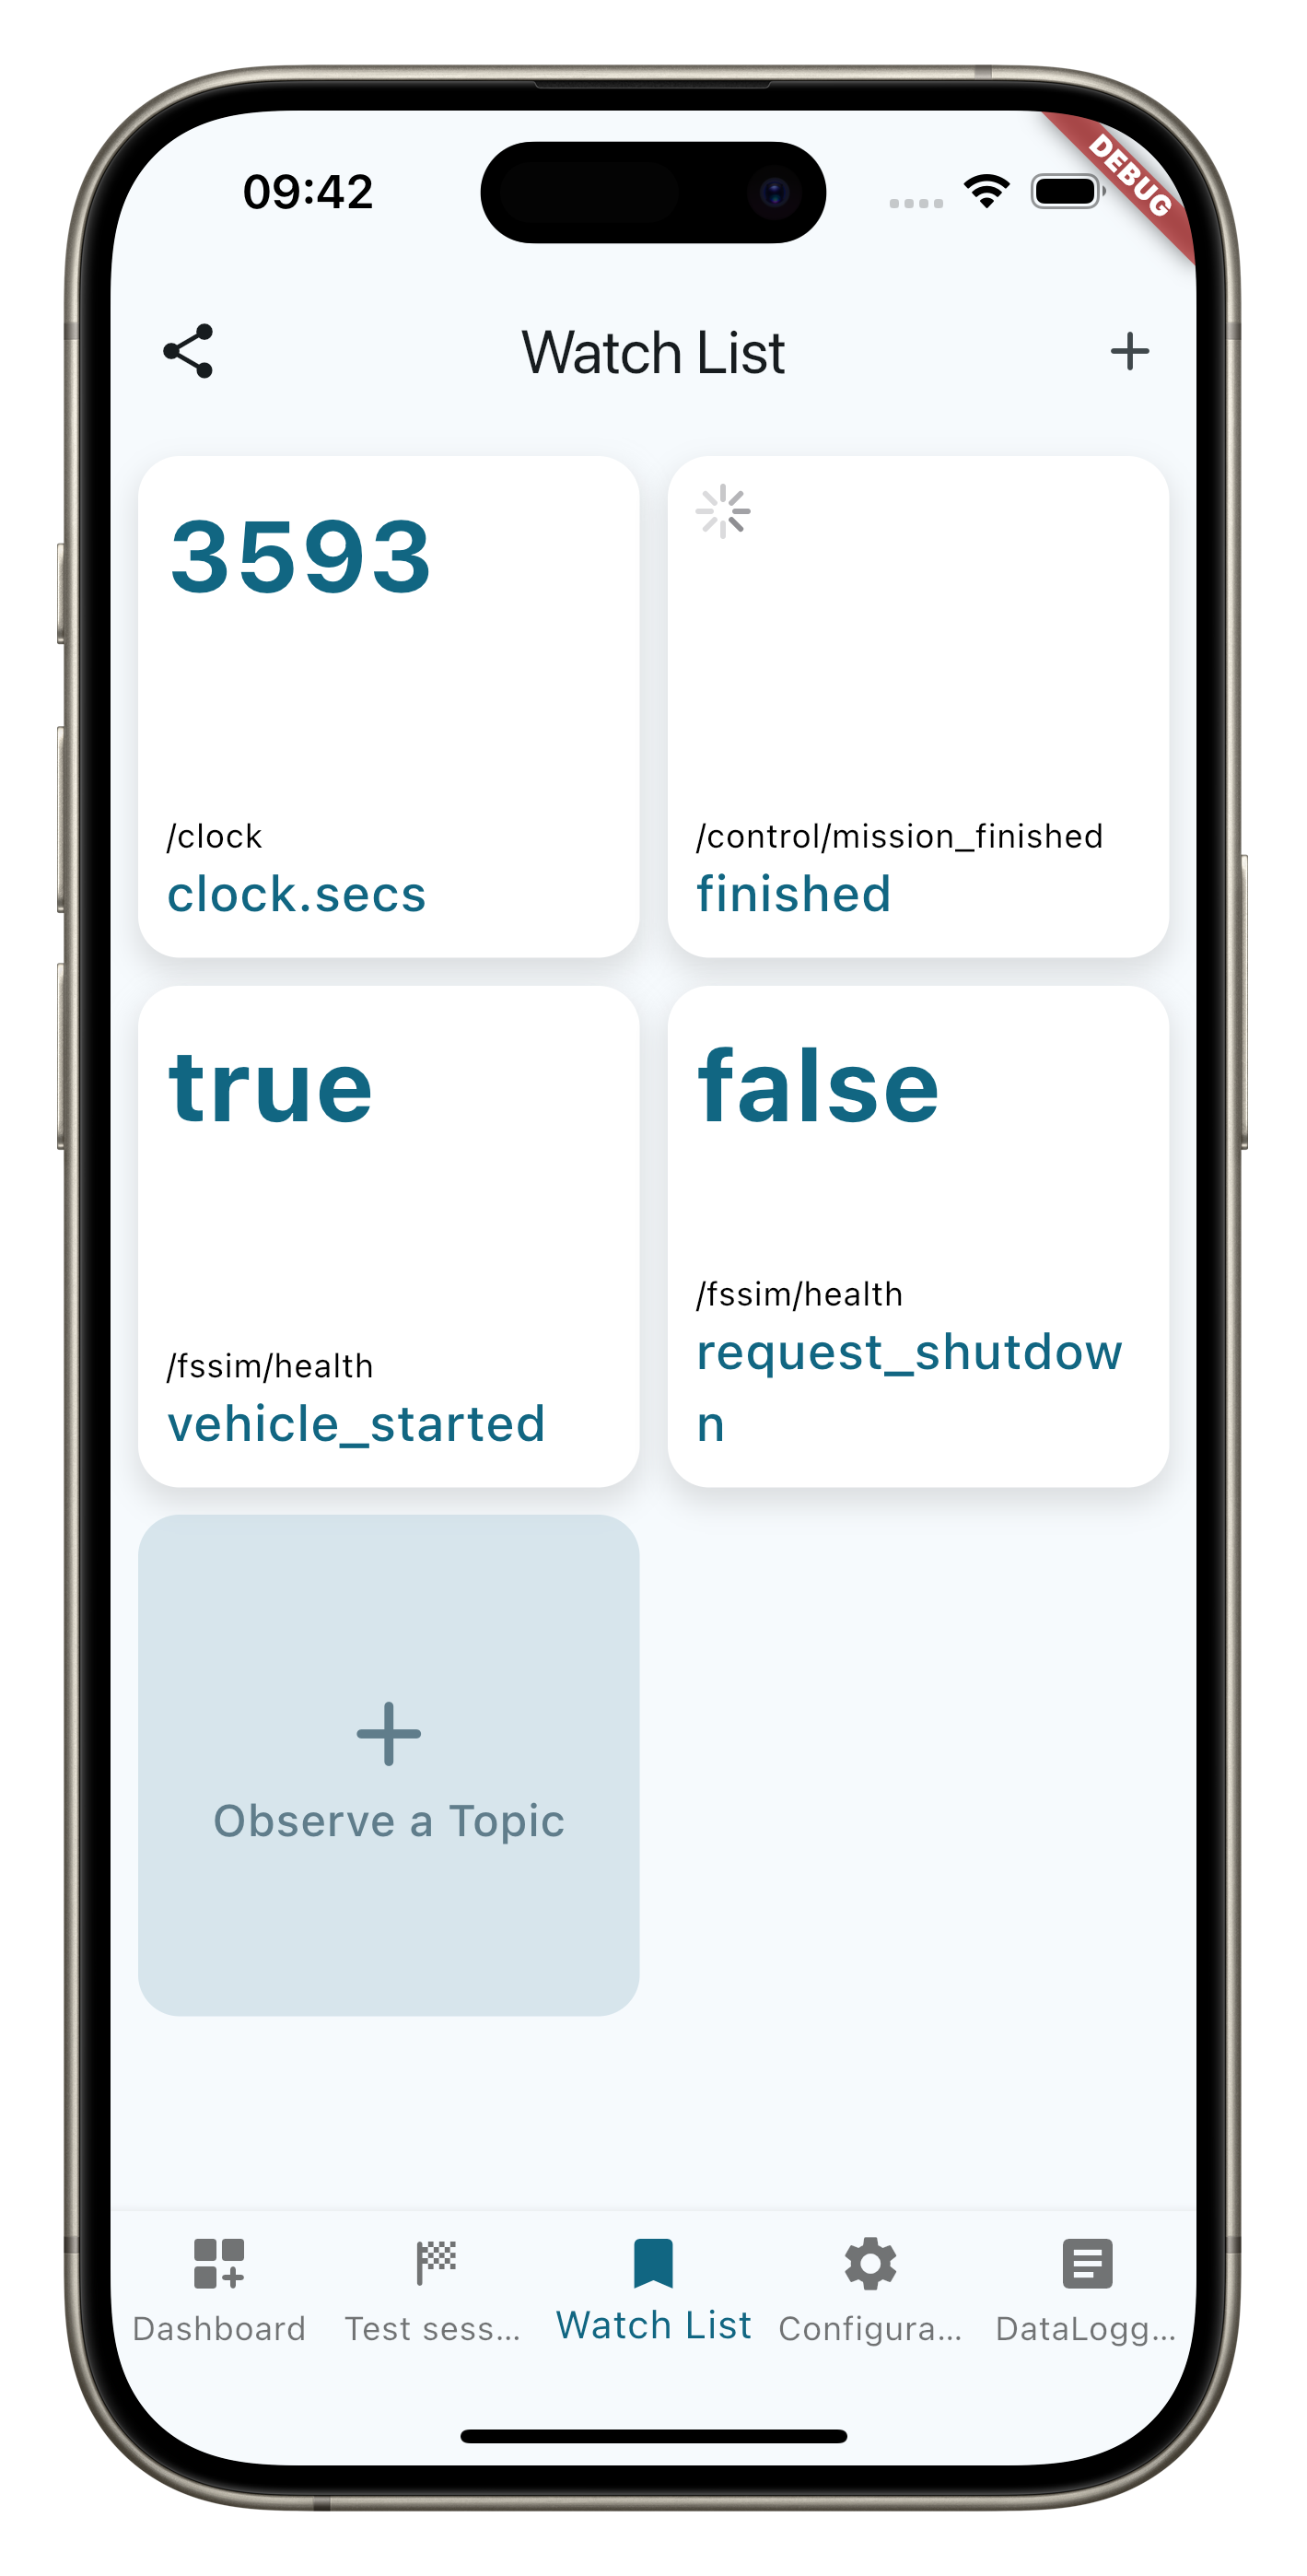 09:42
DEBUG
Watch List
3593
/clock
clock.secs
/control/mission_finished
finished
true
/fssim/health
vehicle_started
false
/fssim/health
request_shutdow
n
Observe a Topic
Dashboard
Test sess...
Watch List
Configura...
DataLogg...